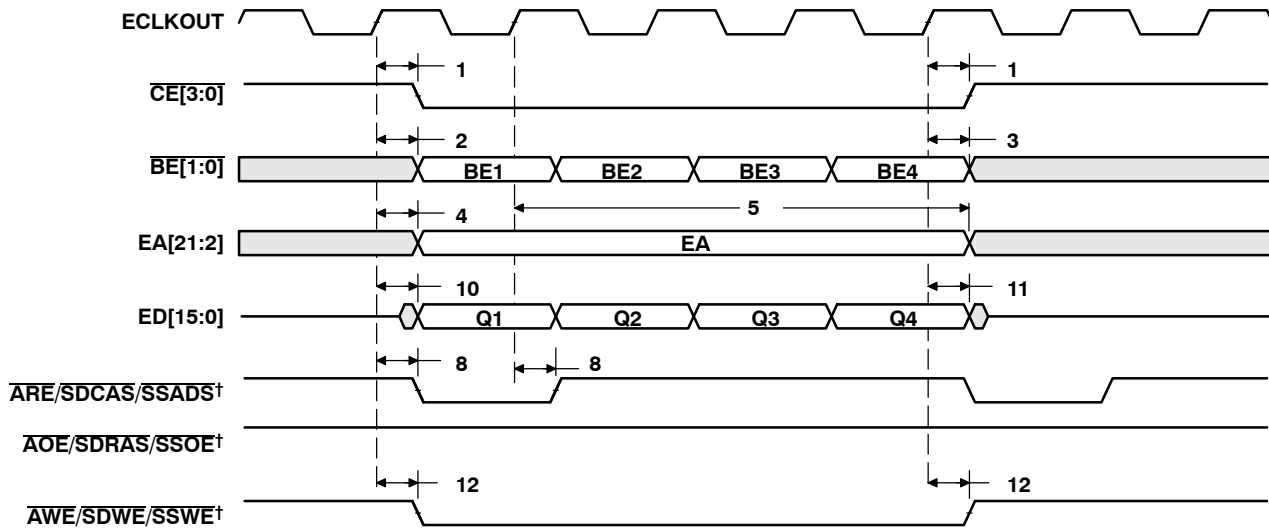 ECLKOUT
1 1
CE[3:0]
2 3
BE[1:0] BE1 BE2 BE3 BE4
4 5
EA[21:2] EA
10 11
ED[15:0] Q1 Q2 Q3 Q4
8 8
ARE/SDCAS/SSADS†
AOE/SDRAS/SSOE†
12 12
AWE/SDWE/SSWE†